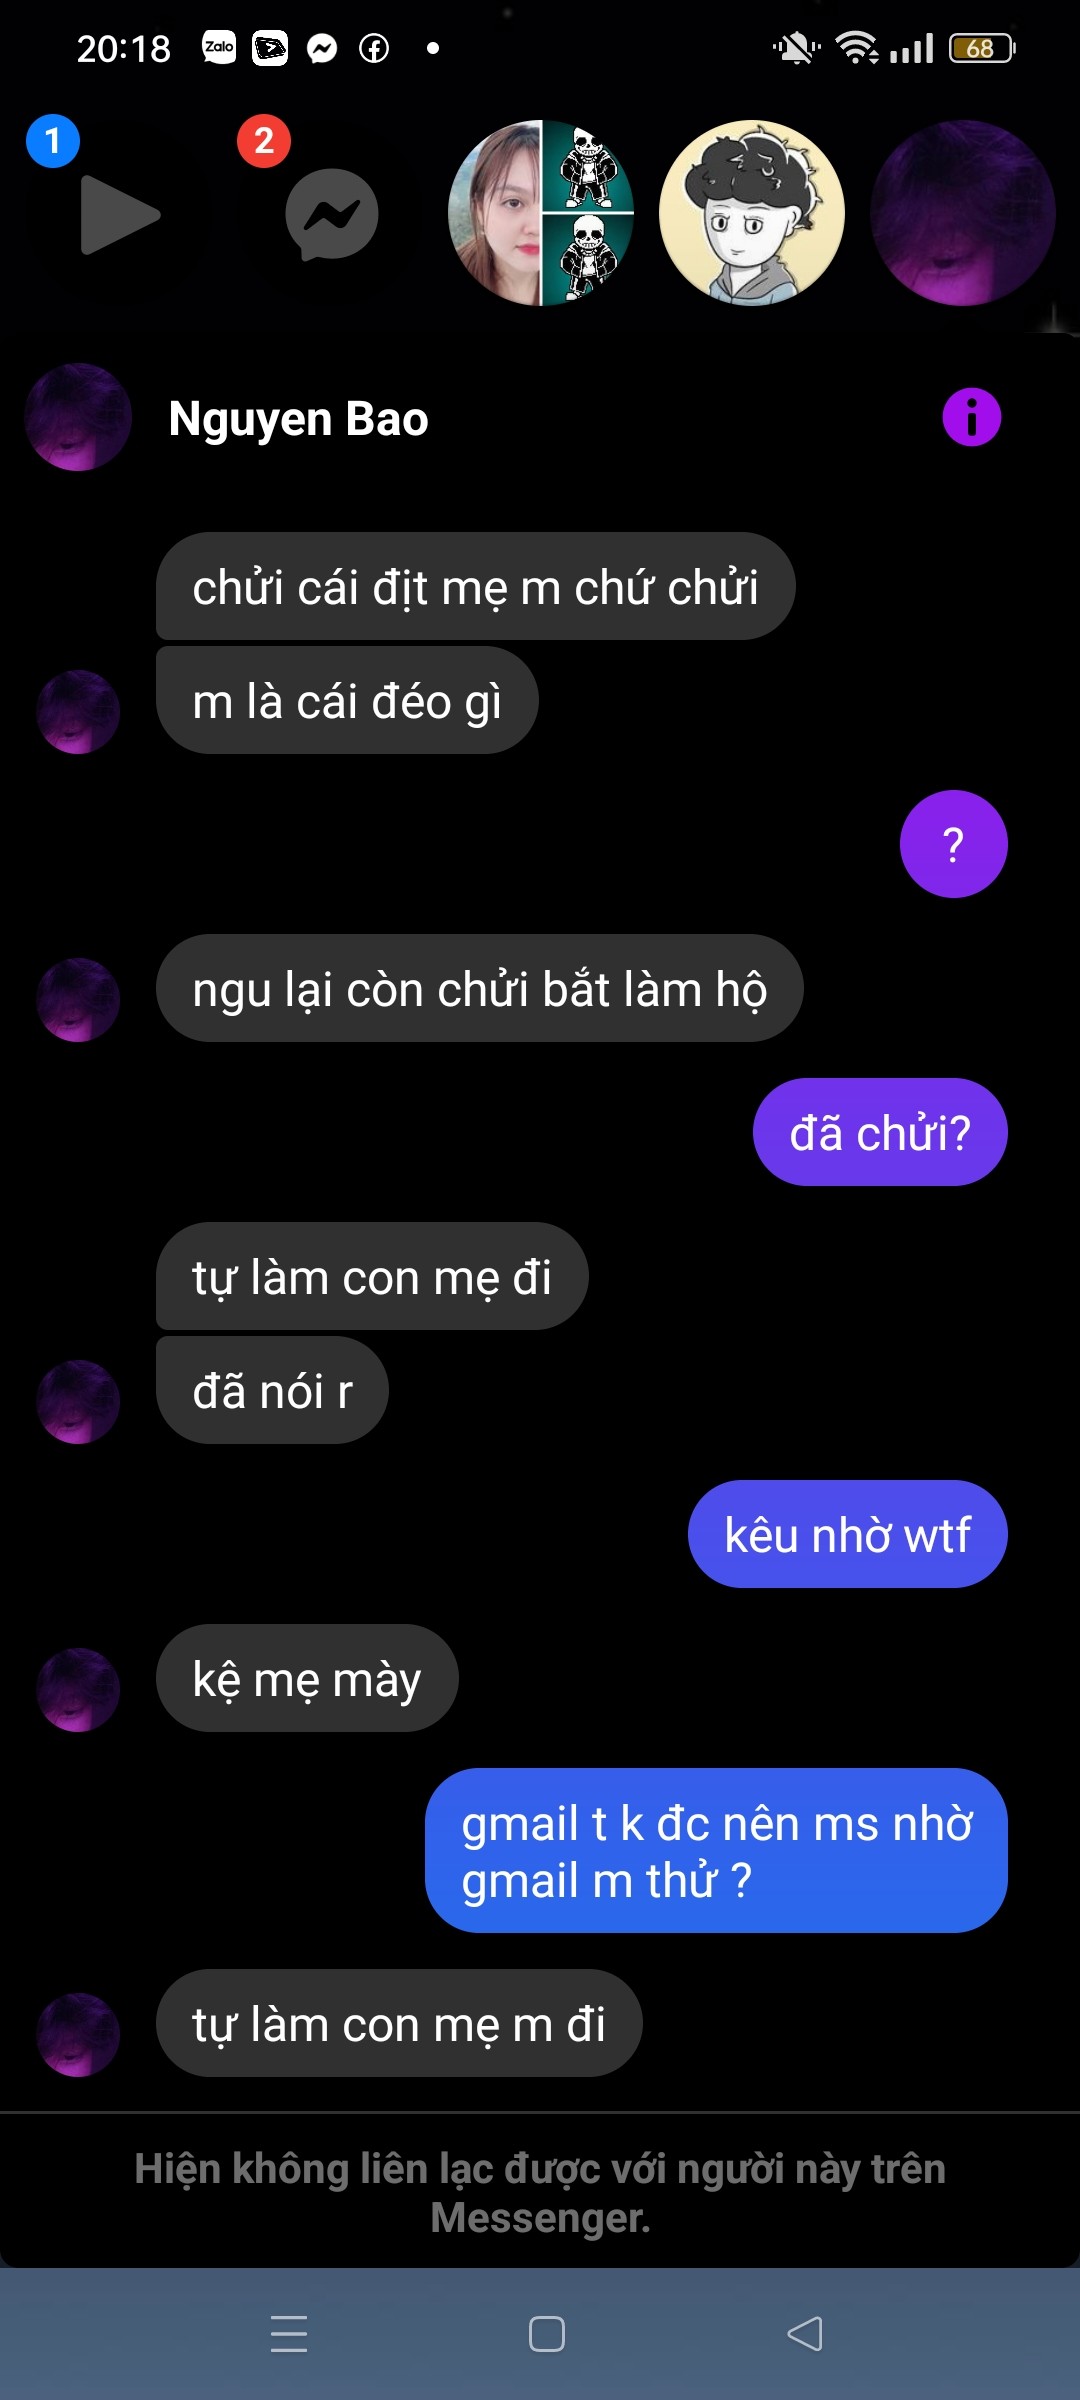 20:18
Zalo
68
1
2
Nguyen Bao
chửi cái địt mẹ m chứ chửi
m là cái đéo gì
?
ngu lại còn chửi bắt làm hộ
đã chửi?
tự làm con mẹ đi
đã nói r
kêu nhờ wtf
kệ mẹ mày
gmail t k đc nên ms nhờ
gmail m thử ?
tự làm con mẹ m đi
Hiện không liên lạc được với người này trên
Messenger.